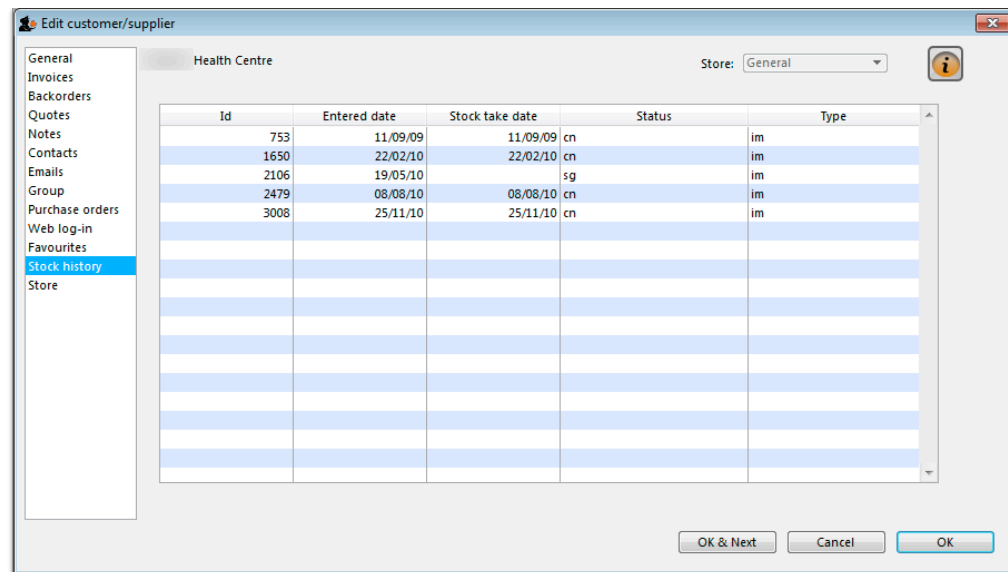 Edit customer/supplier
General
Invoices
Backorders
Quotes
Notes
Contacts
Emails
Group
Purchase orders
Web log-in
Favourites
Stock history
Store
Health Centre
Store: General
i
Id Entered date Stock take date Status Type
753 11/09/09 11/09/09 cn im
1650 22/02/10 22/02/10 cn im
2106 19/05/10 sg im
2479 08/08/10 08/08/10 cn im
3008 25/11/10 25/11/10 cn im
OK & Next Cancel OK